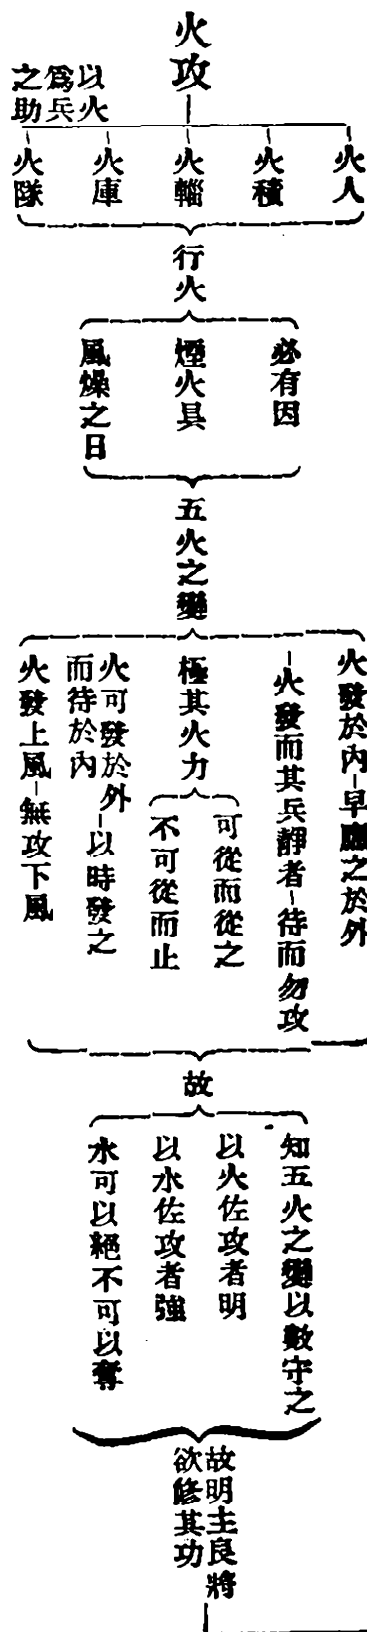 火攻
以火
爲兵
之助
火人
火積
火輜
火庫
火隊
行火
必有因
煙火具
風燥之日
五火之變
火發於內-早應之於外
火發而其兵靜者-待而勿攻
極其火力
可從而從之
不可從而止
火可發於外-以時發之
而待於內
火發上風-無攻下風
故
知五火之變以數守之
以火佐攻者明
以水佐攻者強
水可以絕不可以奪
故明主良將
欲修其功